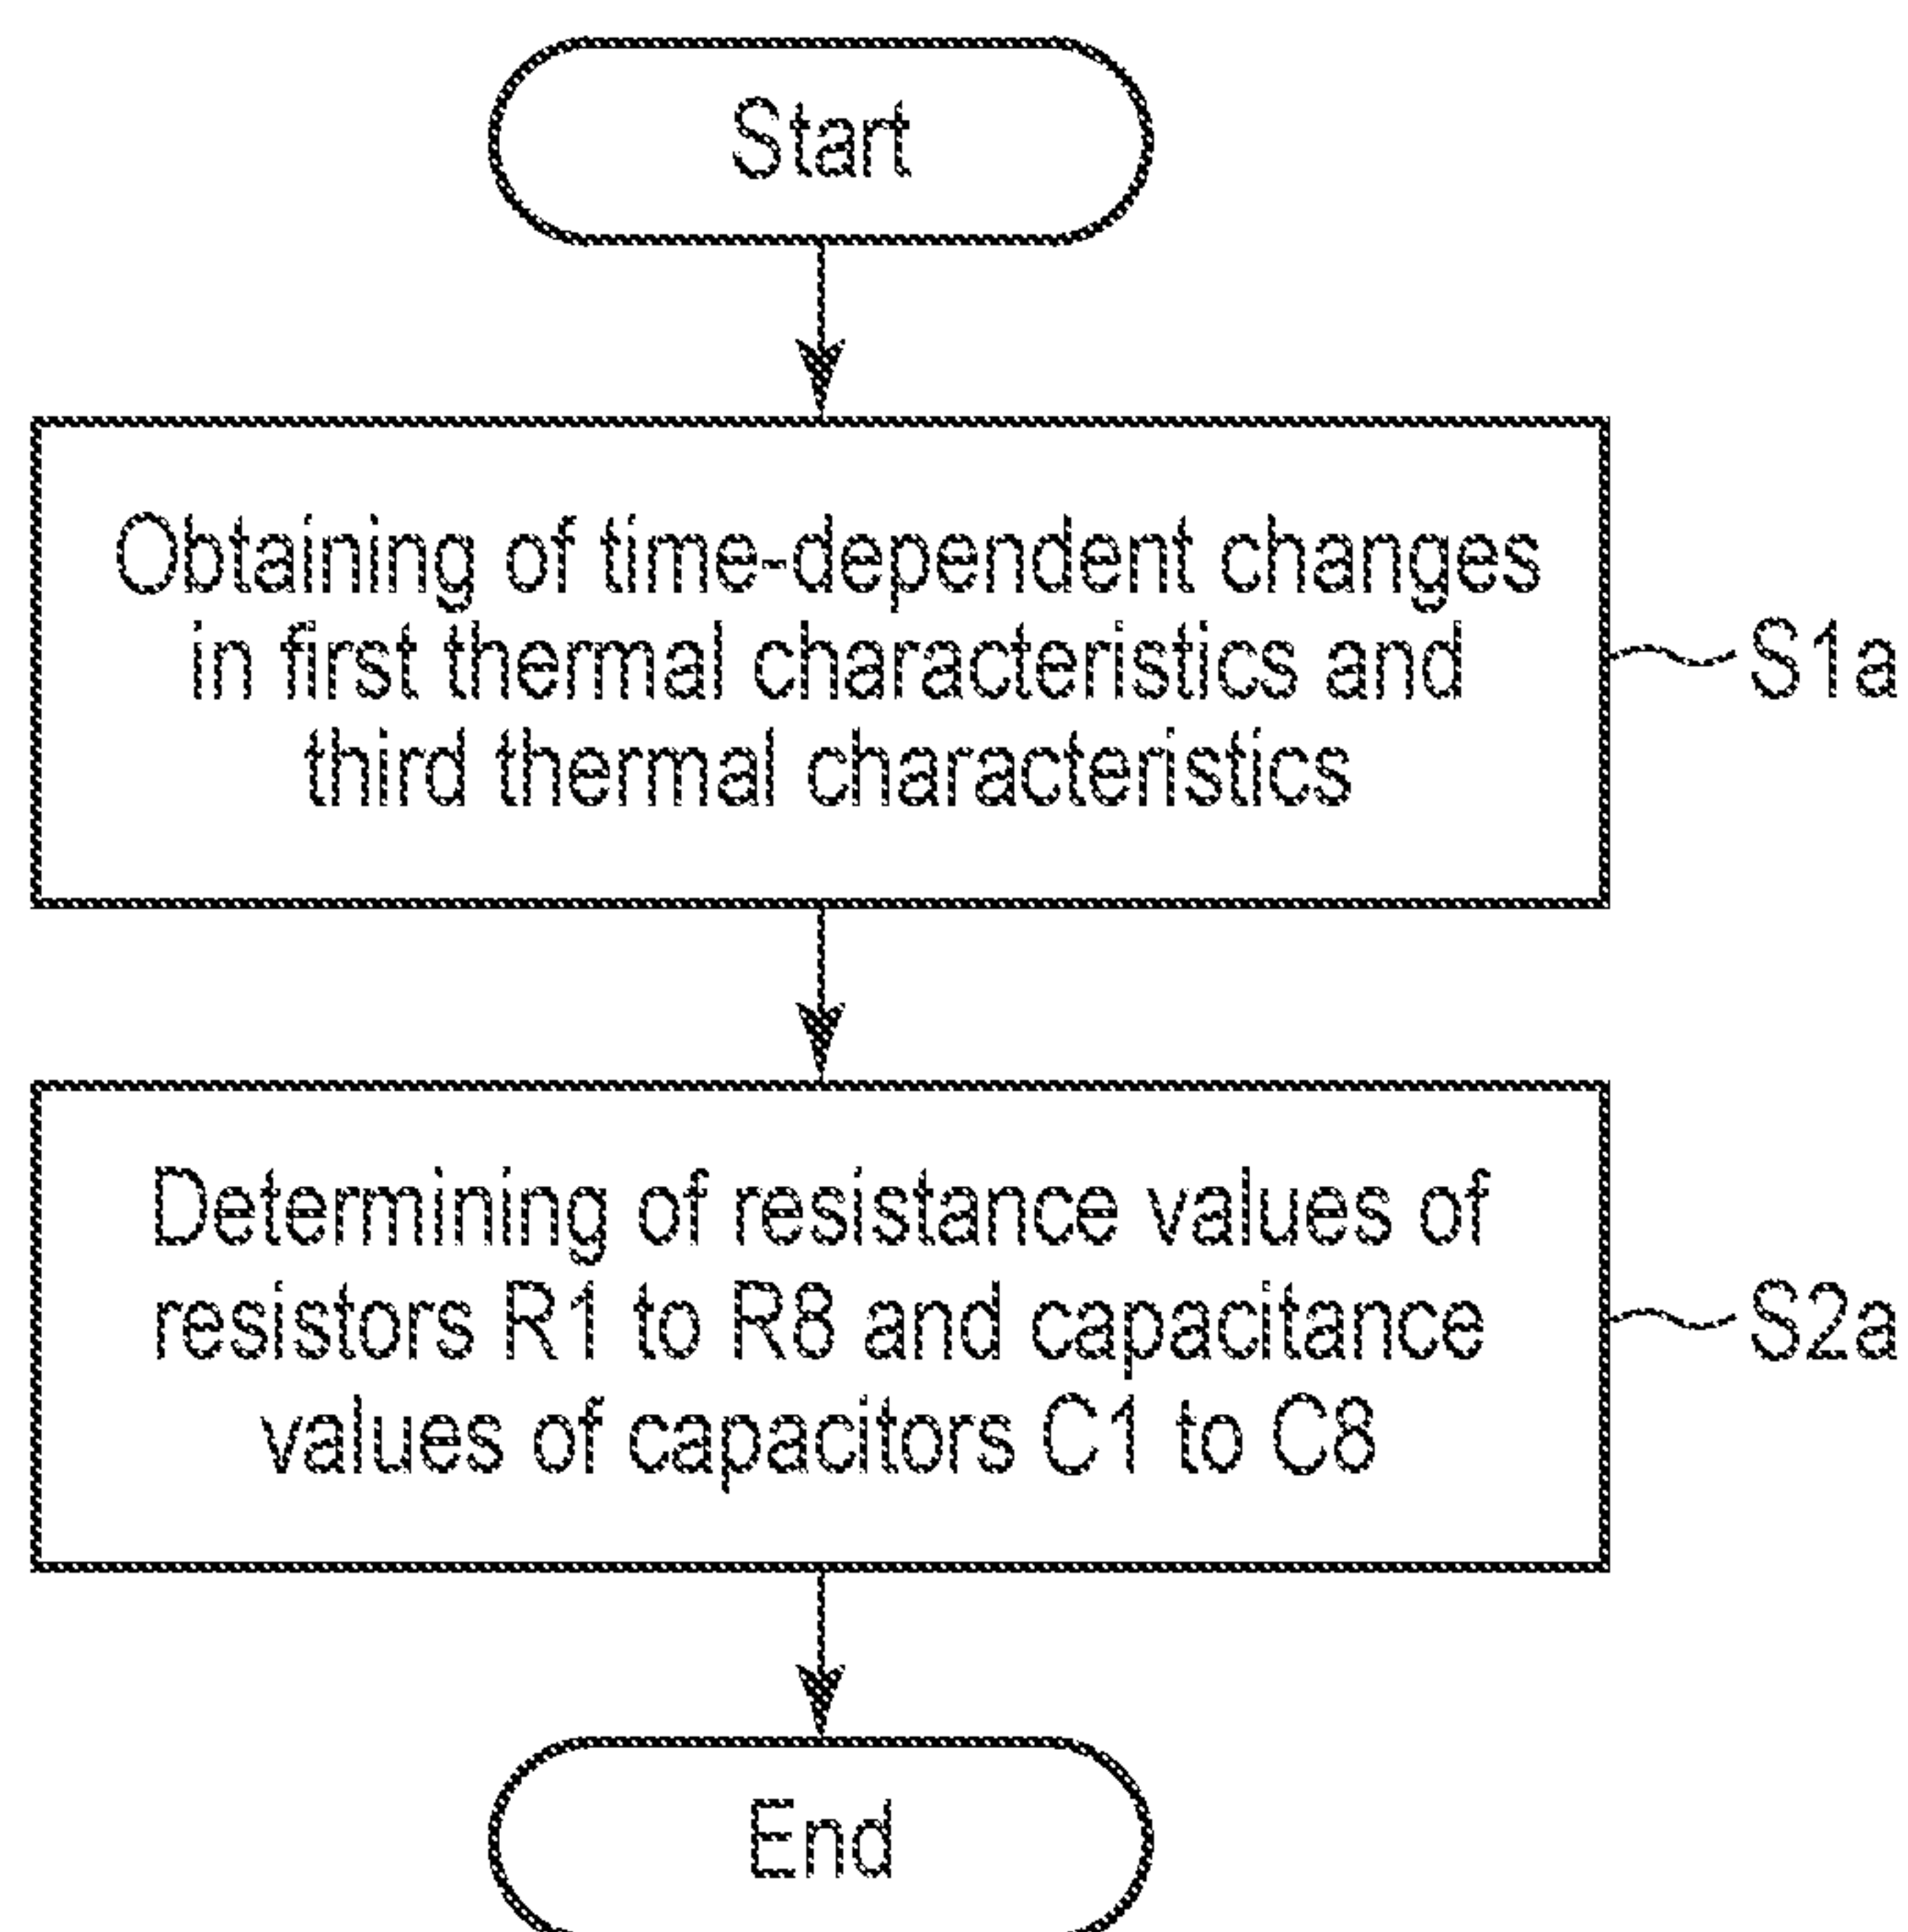 Start
Obtaining of time-dependent changes
in first thermal characteristics and
third thermal characteristics
S1a
Determining of resistance values of
resistors R1 to R8 and capacitance
values of capacitors C1 to C8
S2a
End